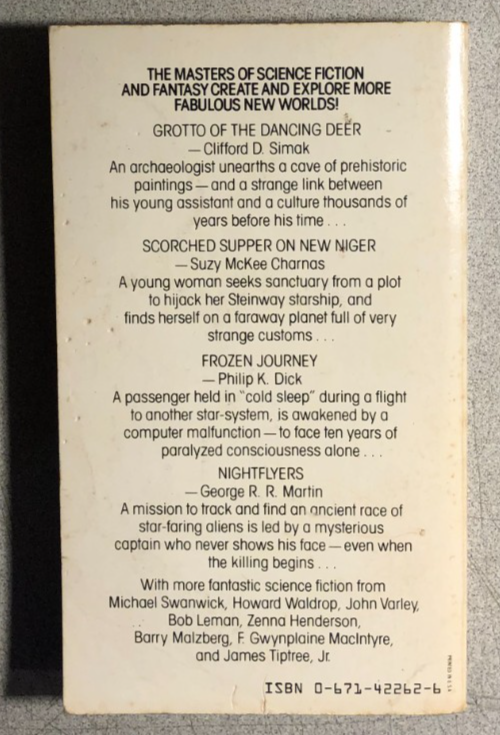 THE MASTERS OF SCIENCE FICTION
AND FANTASY CREATE AND EXPLORE MORE
FABULOUS NEW WORLDS!
GROTTO OF THE DANCING DEER
— Clifford D. Simak
An archaeologist unearths a cave of prehistoric
paintings — and a strange link between
his young assistant and a culture thousands of
years before his time . . .
SCORCHED SUPPER ON NEW NIGER
— Suzy McKee Charnas
A young woman seeks sanctuary from a plot
to hijack her Steinway starship, and
finds herself on a faraway planet full of very
strange customs . . .
FROZEN JOURNEY
— Philip K. Dick
A passenger held in "cold sleep" during a flight
to another star-system, is awakened by a
computer malfunction — to face ten years of
paralyzed consciousness alone . . .
NIGHTFLYERS
— George R. R. Martin
A mission to track and find an ancient race of
star-faring aliens is led by a mysterious
captain who never shows his face — even when
the killing begins . . .
With more fantastic science fiction from
Michael Swanwick, Howard Waldrop, John Varley,
Bob Leman, Zenna Henderson,
Barry Malzberg, F. Gwynplaine MacIntyre,
and James Tiptree, Jr.
ISBN 0-671-42262-6